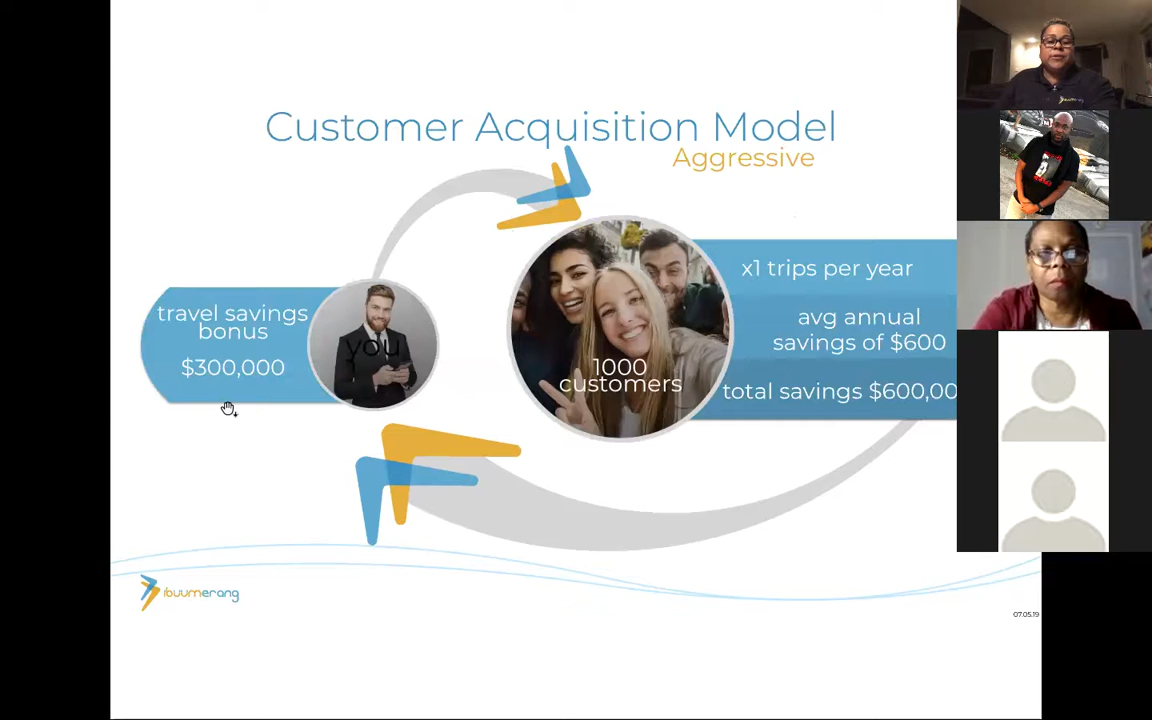 Customer Acquisition Model
Aggressive
travel savings
bonus
$300,000
you
1000
customers
x1 trips per year
avg annual
savings of $600
total savings $600,00
ibuumerang
07.05.19